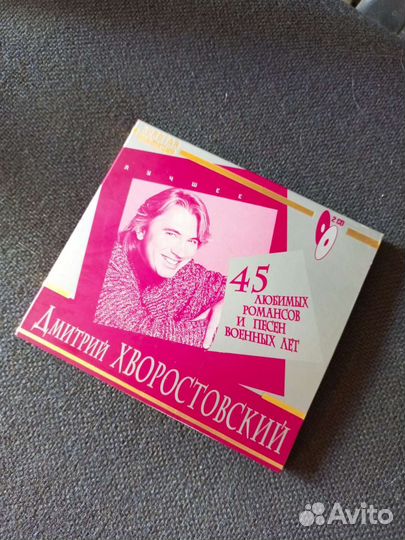 ЛУЧШЕЕ
2 CD
45
ЛЮБИМЫХ
РОМАНСОВ
И ПЕСЕН
ВОЕННЫХ ЛЕТ
ДМИТРИЙ ХВОРОСТОВСКИЙ
Avito